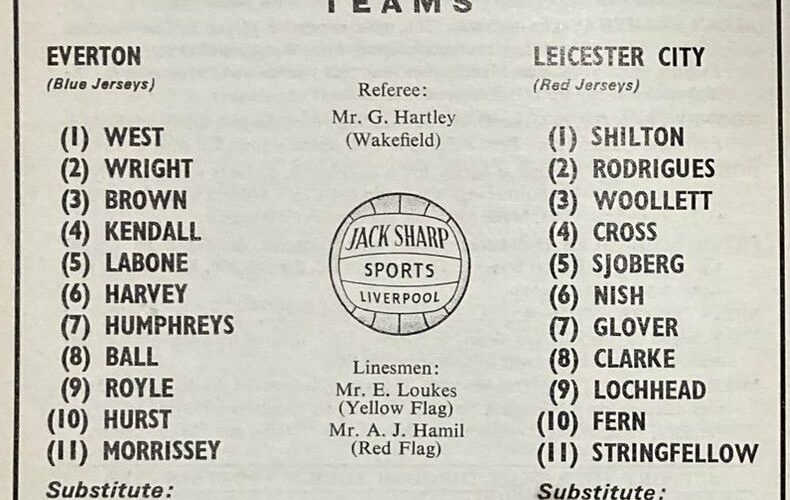 TEAMS
EVERTON
(Blue Jerseys)
(1) WEST
(2) WRIGHT
(3) BROWN
(4) KENDALL
(5) LABONE
(6) HARVEY
(7) HUMPHREYS
(8) BALL
(9) ROYLE
(10) HURST
(11) MORRISSEY
Substitute:
Referee:
Mr. G. Hartley
(Wakefield)
JACK SHARP
SPORTS
LIVERPOOL
Linesmen:
Mr. E. Loukes
(Yellow Flag)
Mr. A. J. Hamil
(Red Flag)
LEICESTER CITY
(Red Jerseys)
(1) SHILTON
(2) RODRIGUES
(3) WOOLLETT
(4) CROSS
(5) SJOBERG
(6) NISH
(7) GLOVER
(8) CLARKE
(9) LOCHHEAD
(10) FERN
(11) STRINGFELLOW
Substitute: